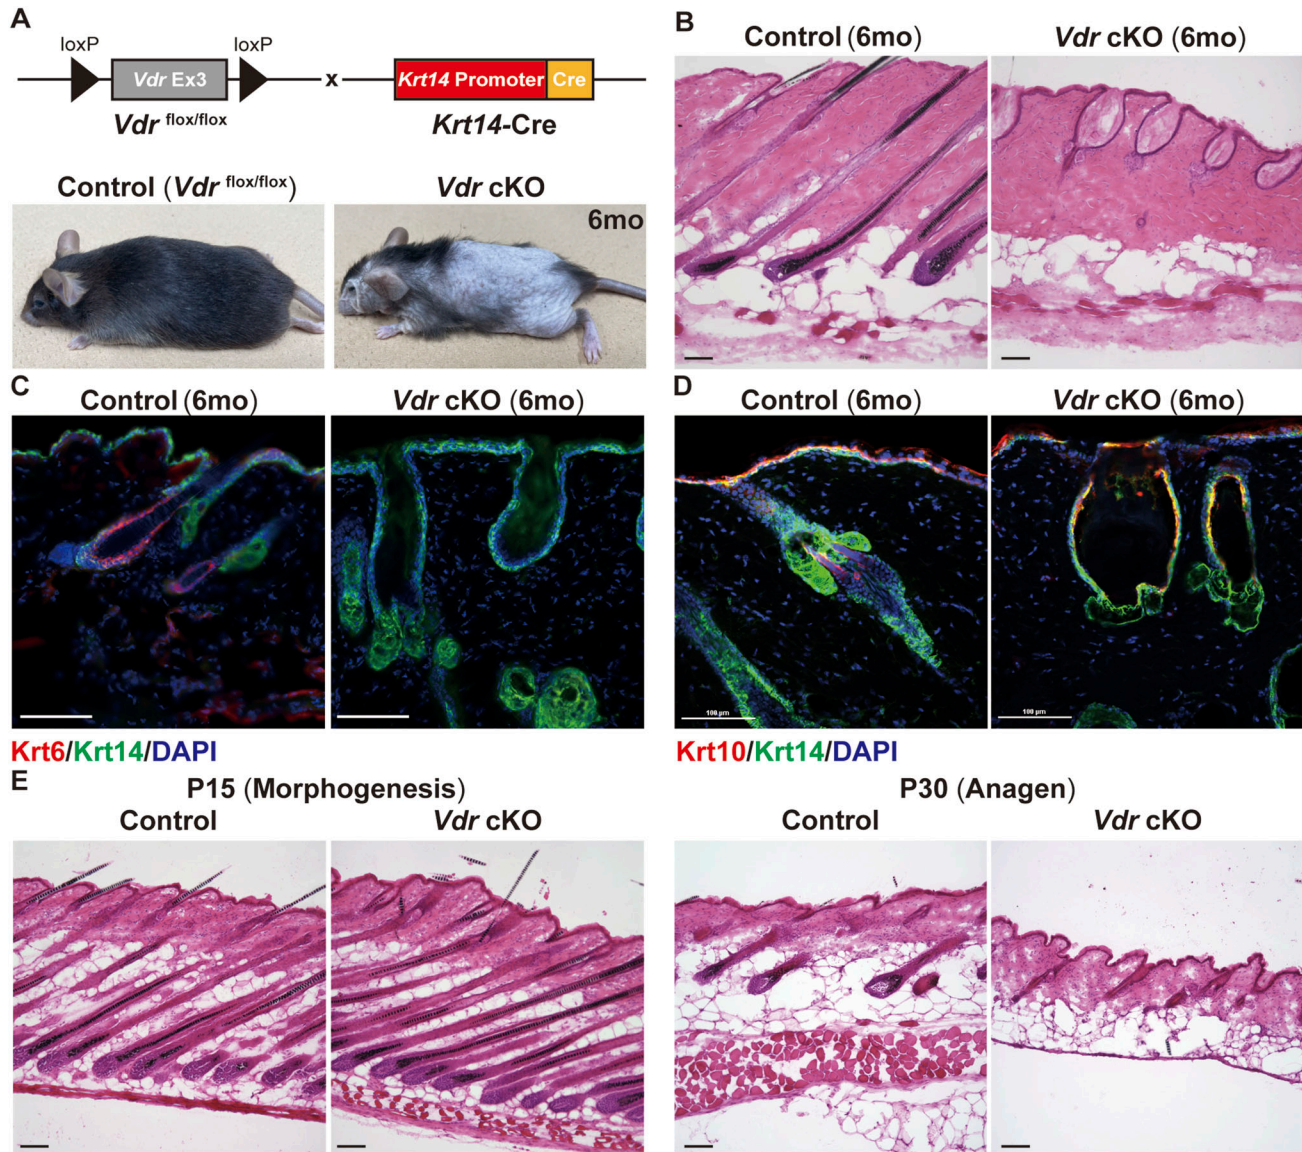 A
loxP loxP
Vdr Ex3 x Krt14 Promoter Cre
Vdr flox/flox Krt14-Cre
Control (Vdr flox/flox) Vdr cKO
6mo
B
Control (6mo) Vdr cKO (6mo)
C
Control (6mo) Vdr cKO (6mo)
Krt6/Krt14/DAPI
D
Control (6mo) Vdr cKO (6mo)
100 µm 100 µm
Krt10/Krt14/DAPI
E
P15 (Morphogenesis) P30 (Anagen)
Control Vdr cKO Control Vdr cKO